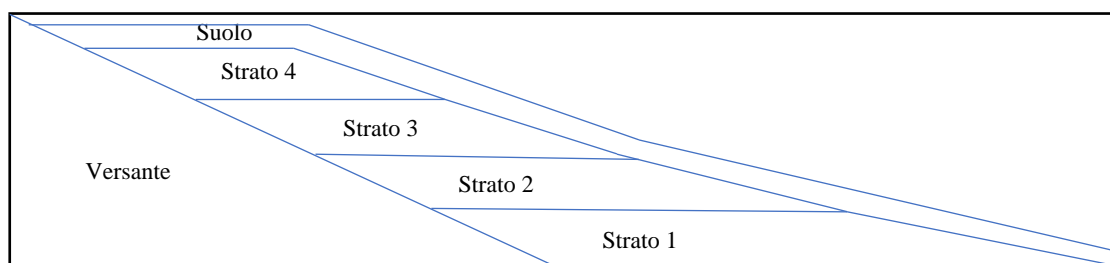 Suolo
Strato 4
Strato 3
Versante
Strato 2
Strato 1